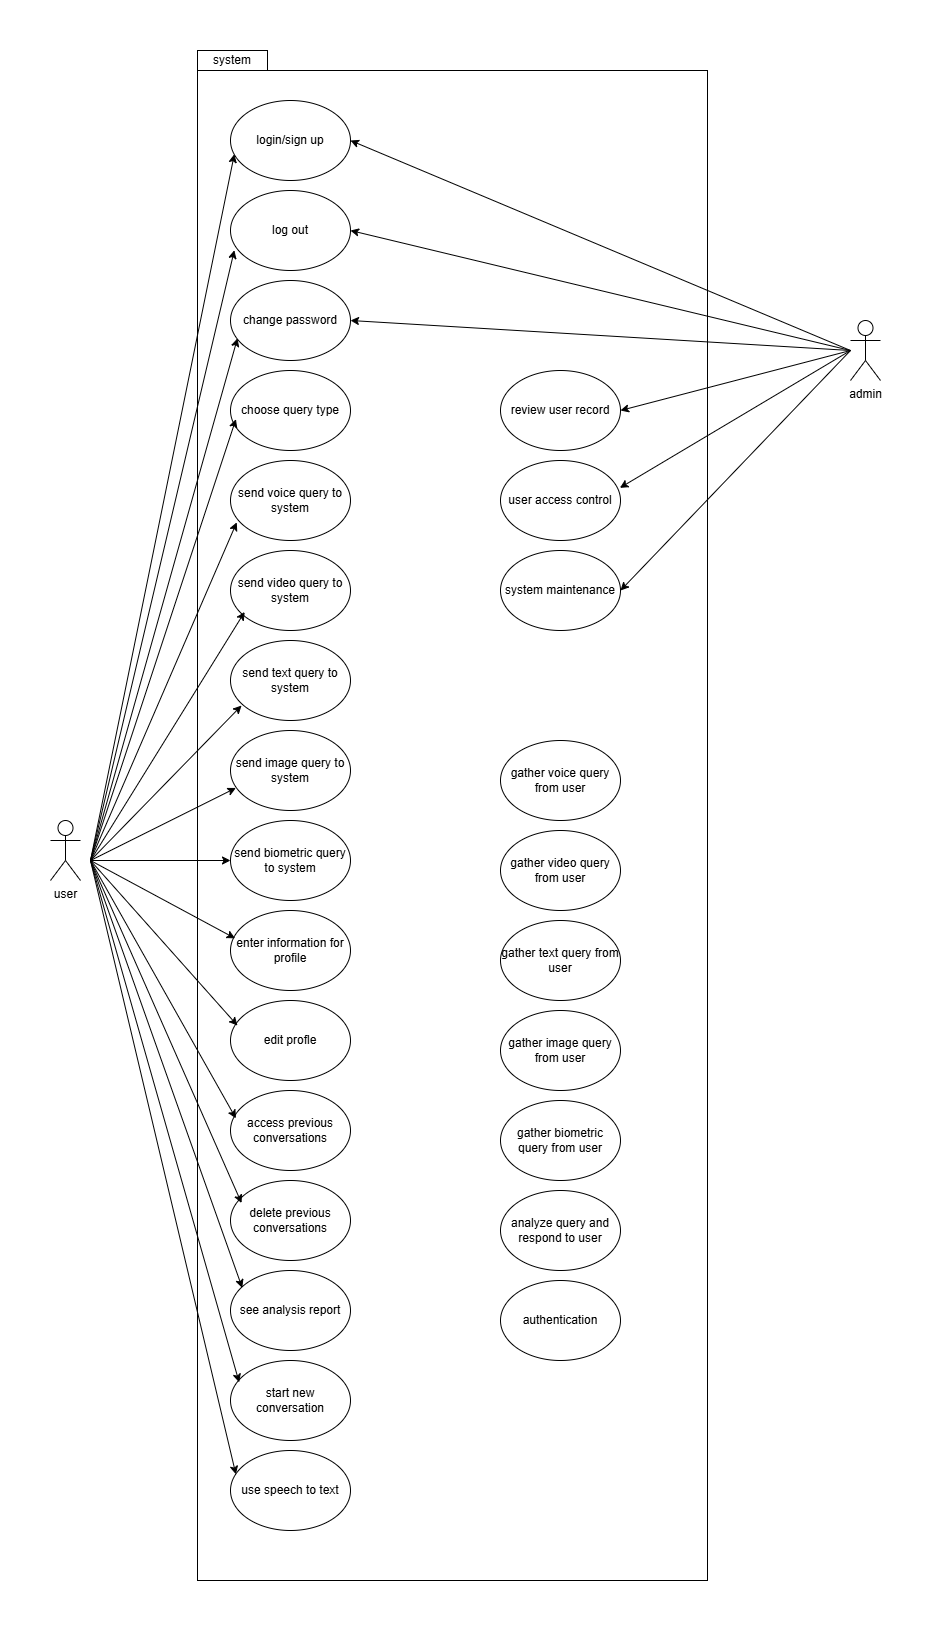 system
login/sign up
log out
change password
choose query type
send voice query to
system
send video query to
system
send text query to
system
send image query to
system
send biometric query
to system
enter information for
profile
edit profle
access previous
conversations
delete previous
conversations
see analysis report
start new
conversation
use speech to text
review user record
user access control
system maintenance
gather voice query
from user
gather video query
from user
gather text query from
user
gather image query
from user
gather biometric
query from user
analyze query and
respond to user
authentication
user
admin